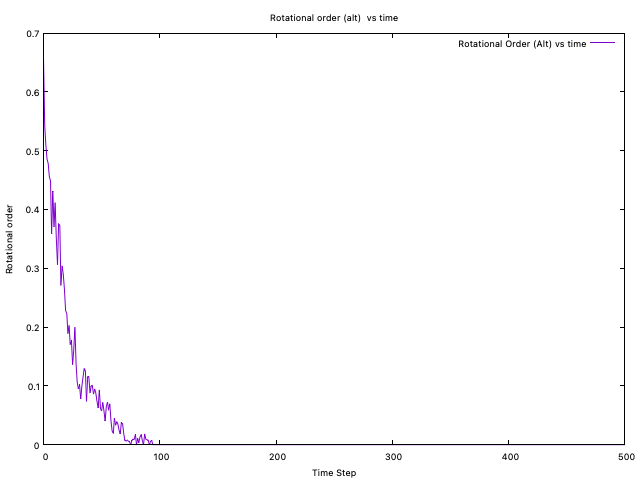 Rotational order (alt)  vs time
Rotational Order (Alt) vs time
0.7
0.6
0.5
0.4
0.3
0.2
0.1
0
Rotational order
0 100 200 300 400 500
Time Step